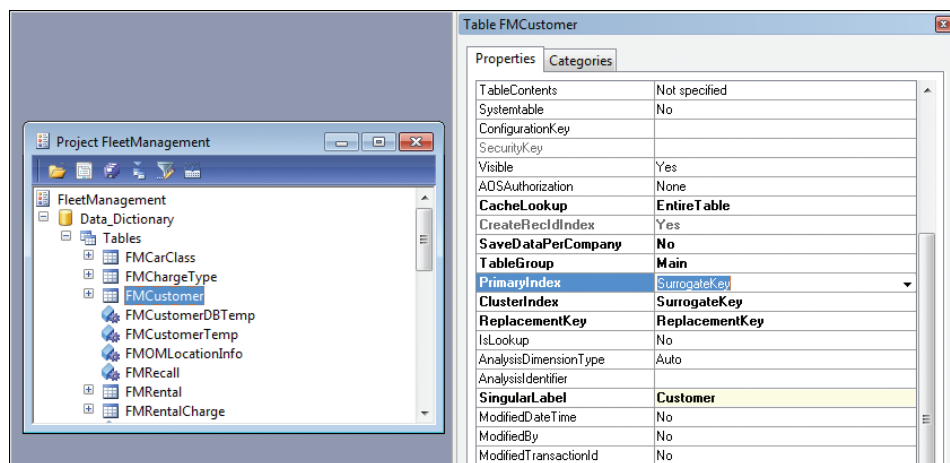 Table FMCustomer
Properties Categories
TableContents Not specified
Systemtable No
ConfigurationKey
SecurityKey
Visible Yes
AOSAuthorization None
CacheLookup EntireTable
CreateRecIdIndex Yes
SaveDataPerCompany No
TableGroup Main
PrimaryIndex SurrogateKey
ClusterIndex SurrogateKey
ReplacementKey ReplacementKey
IsLookup No
AnalysisDimensionType Auto
AnalysisIdentifier
SingularLabel Customer
ModifiedDateTime No
ModifiedBy No
ModifiedTransactionId No
Project FleetManagement
FleetManagement
Data_Dictionary
Tables
FMCarClass
FMChargeType
FMCustomer
FMCustomerDBTemp
FMCustomerTemp
FMOMLocationInfo
FMRecall
FMRental
FMRentalCharge